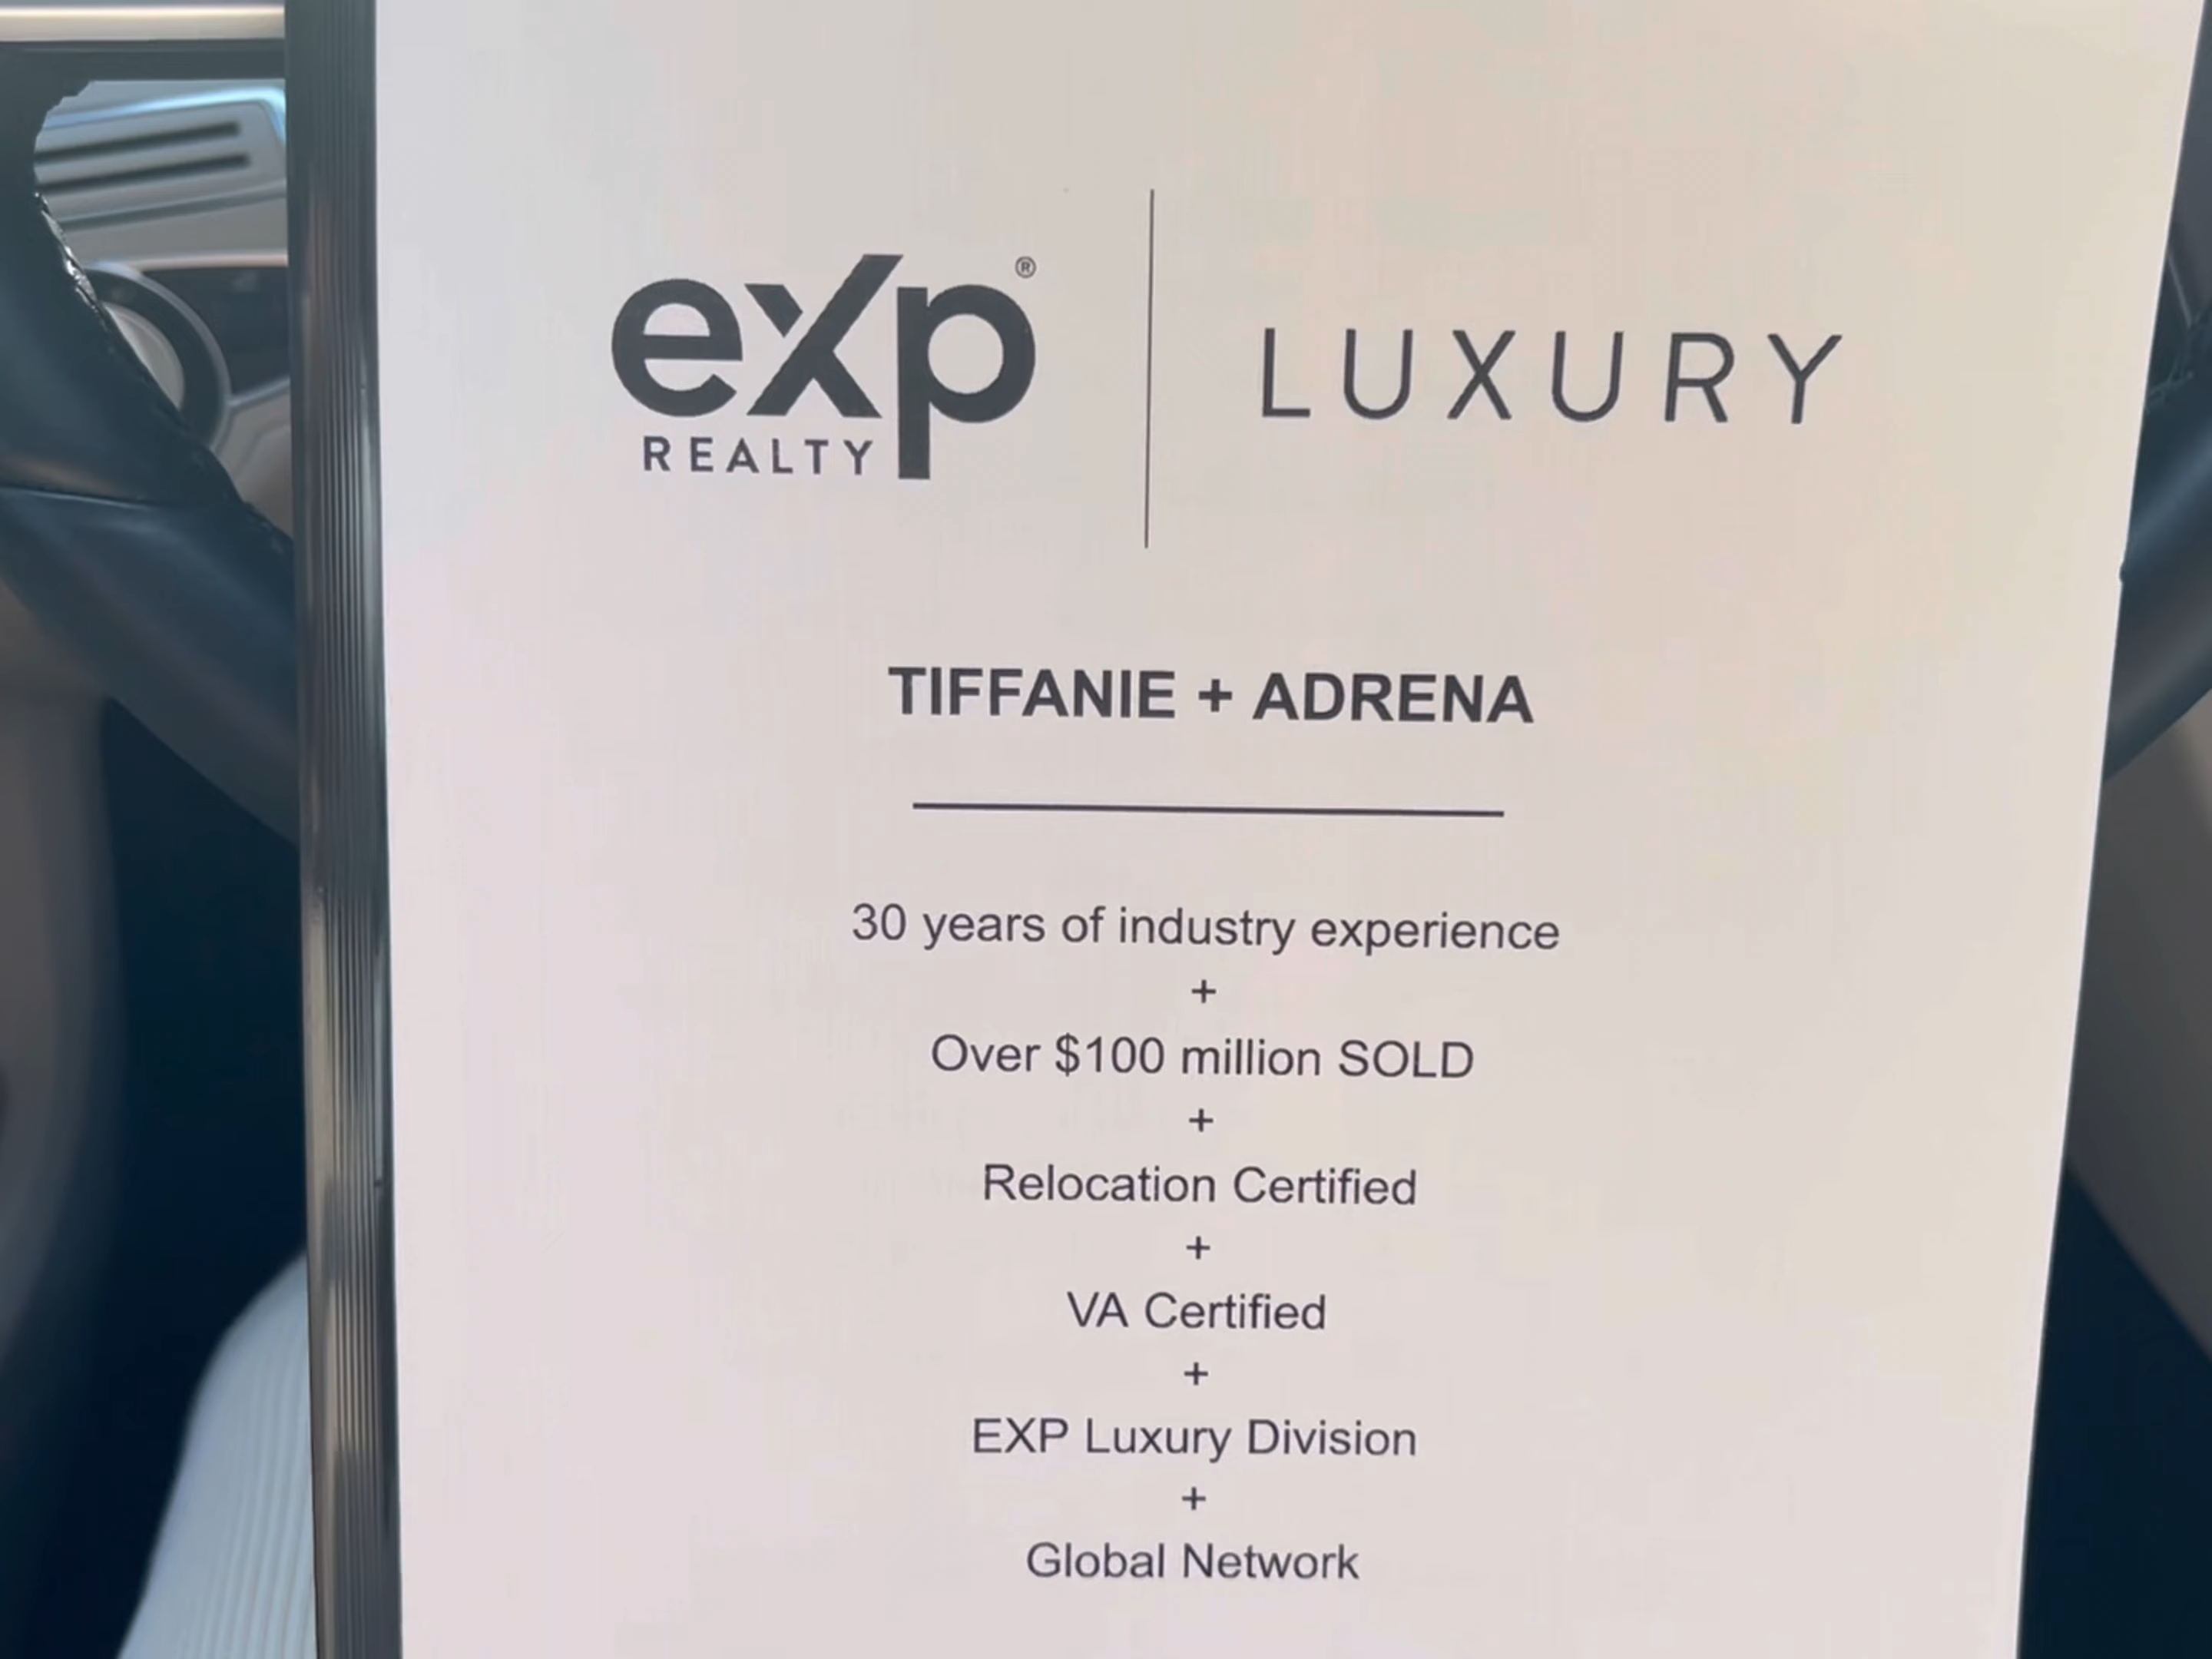 exp®
REALTY
LUXURY
TIFFANIE + ADRENA
30 years of industry experience
+
Over $100 million SOLD
+
Relocation Certified
+
VA Certified
+
EXP Luxury Division
+
Global Network